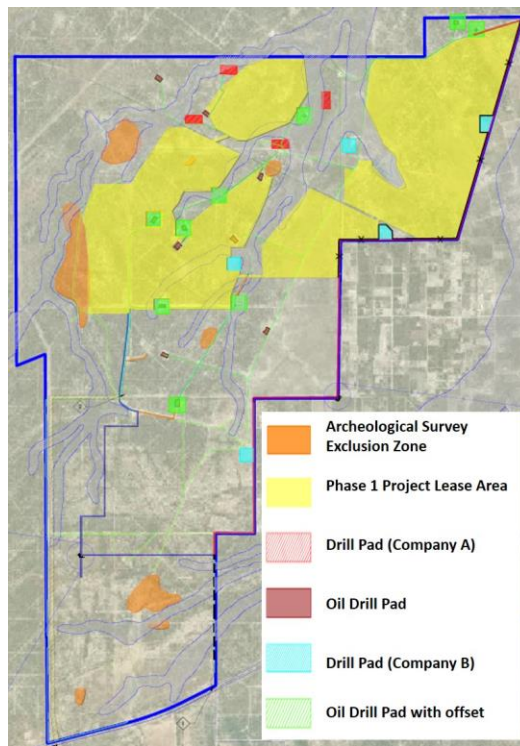 Archeological Survey
Exclusion Zone
Phase 1 Project Lease Area
Drill Pad (Company A)
Oil Drill Pad
Drill Pad (Company B)
Oil Drill Pad with offset